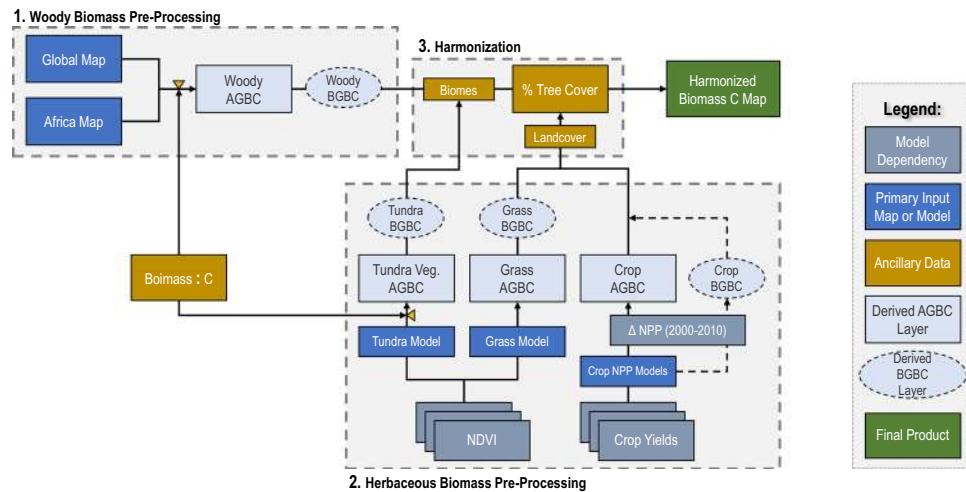 1. Woody Biomass Pre-Processing
Global Map
Africa Map
Woody
AGBC
Woody
BGBC
3. Harmonization
Biomes
% Tree Cover
Landcover
Harmonized
Biomass C Map
Boimass : C
Tundra
BGBC
Grass
BGBC
Tundra Veg.
AGBC
Grass
AGBC
Crop
AGBC
Crop
BGBC
Δ NPP (2000-2010)
Tundra Model
Grass Model
Crop NPP Models
NDVI
Crop Yields
2. Herbaceous Biomass Pre-Processing
Legend:
Model
Dependency
Primary Input
Map or Model
Ancillary Data
Derived AGBC
Layer
Derived
BGBC
Layer
Final Product